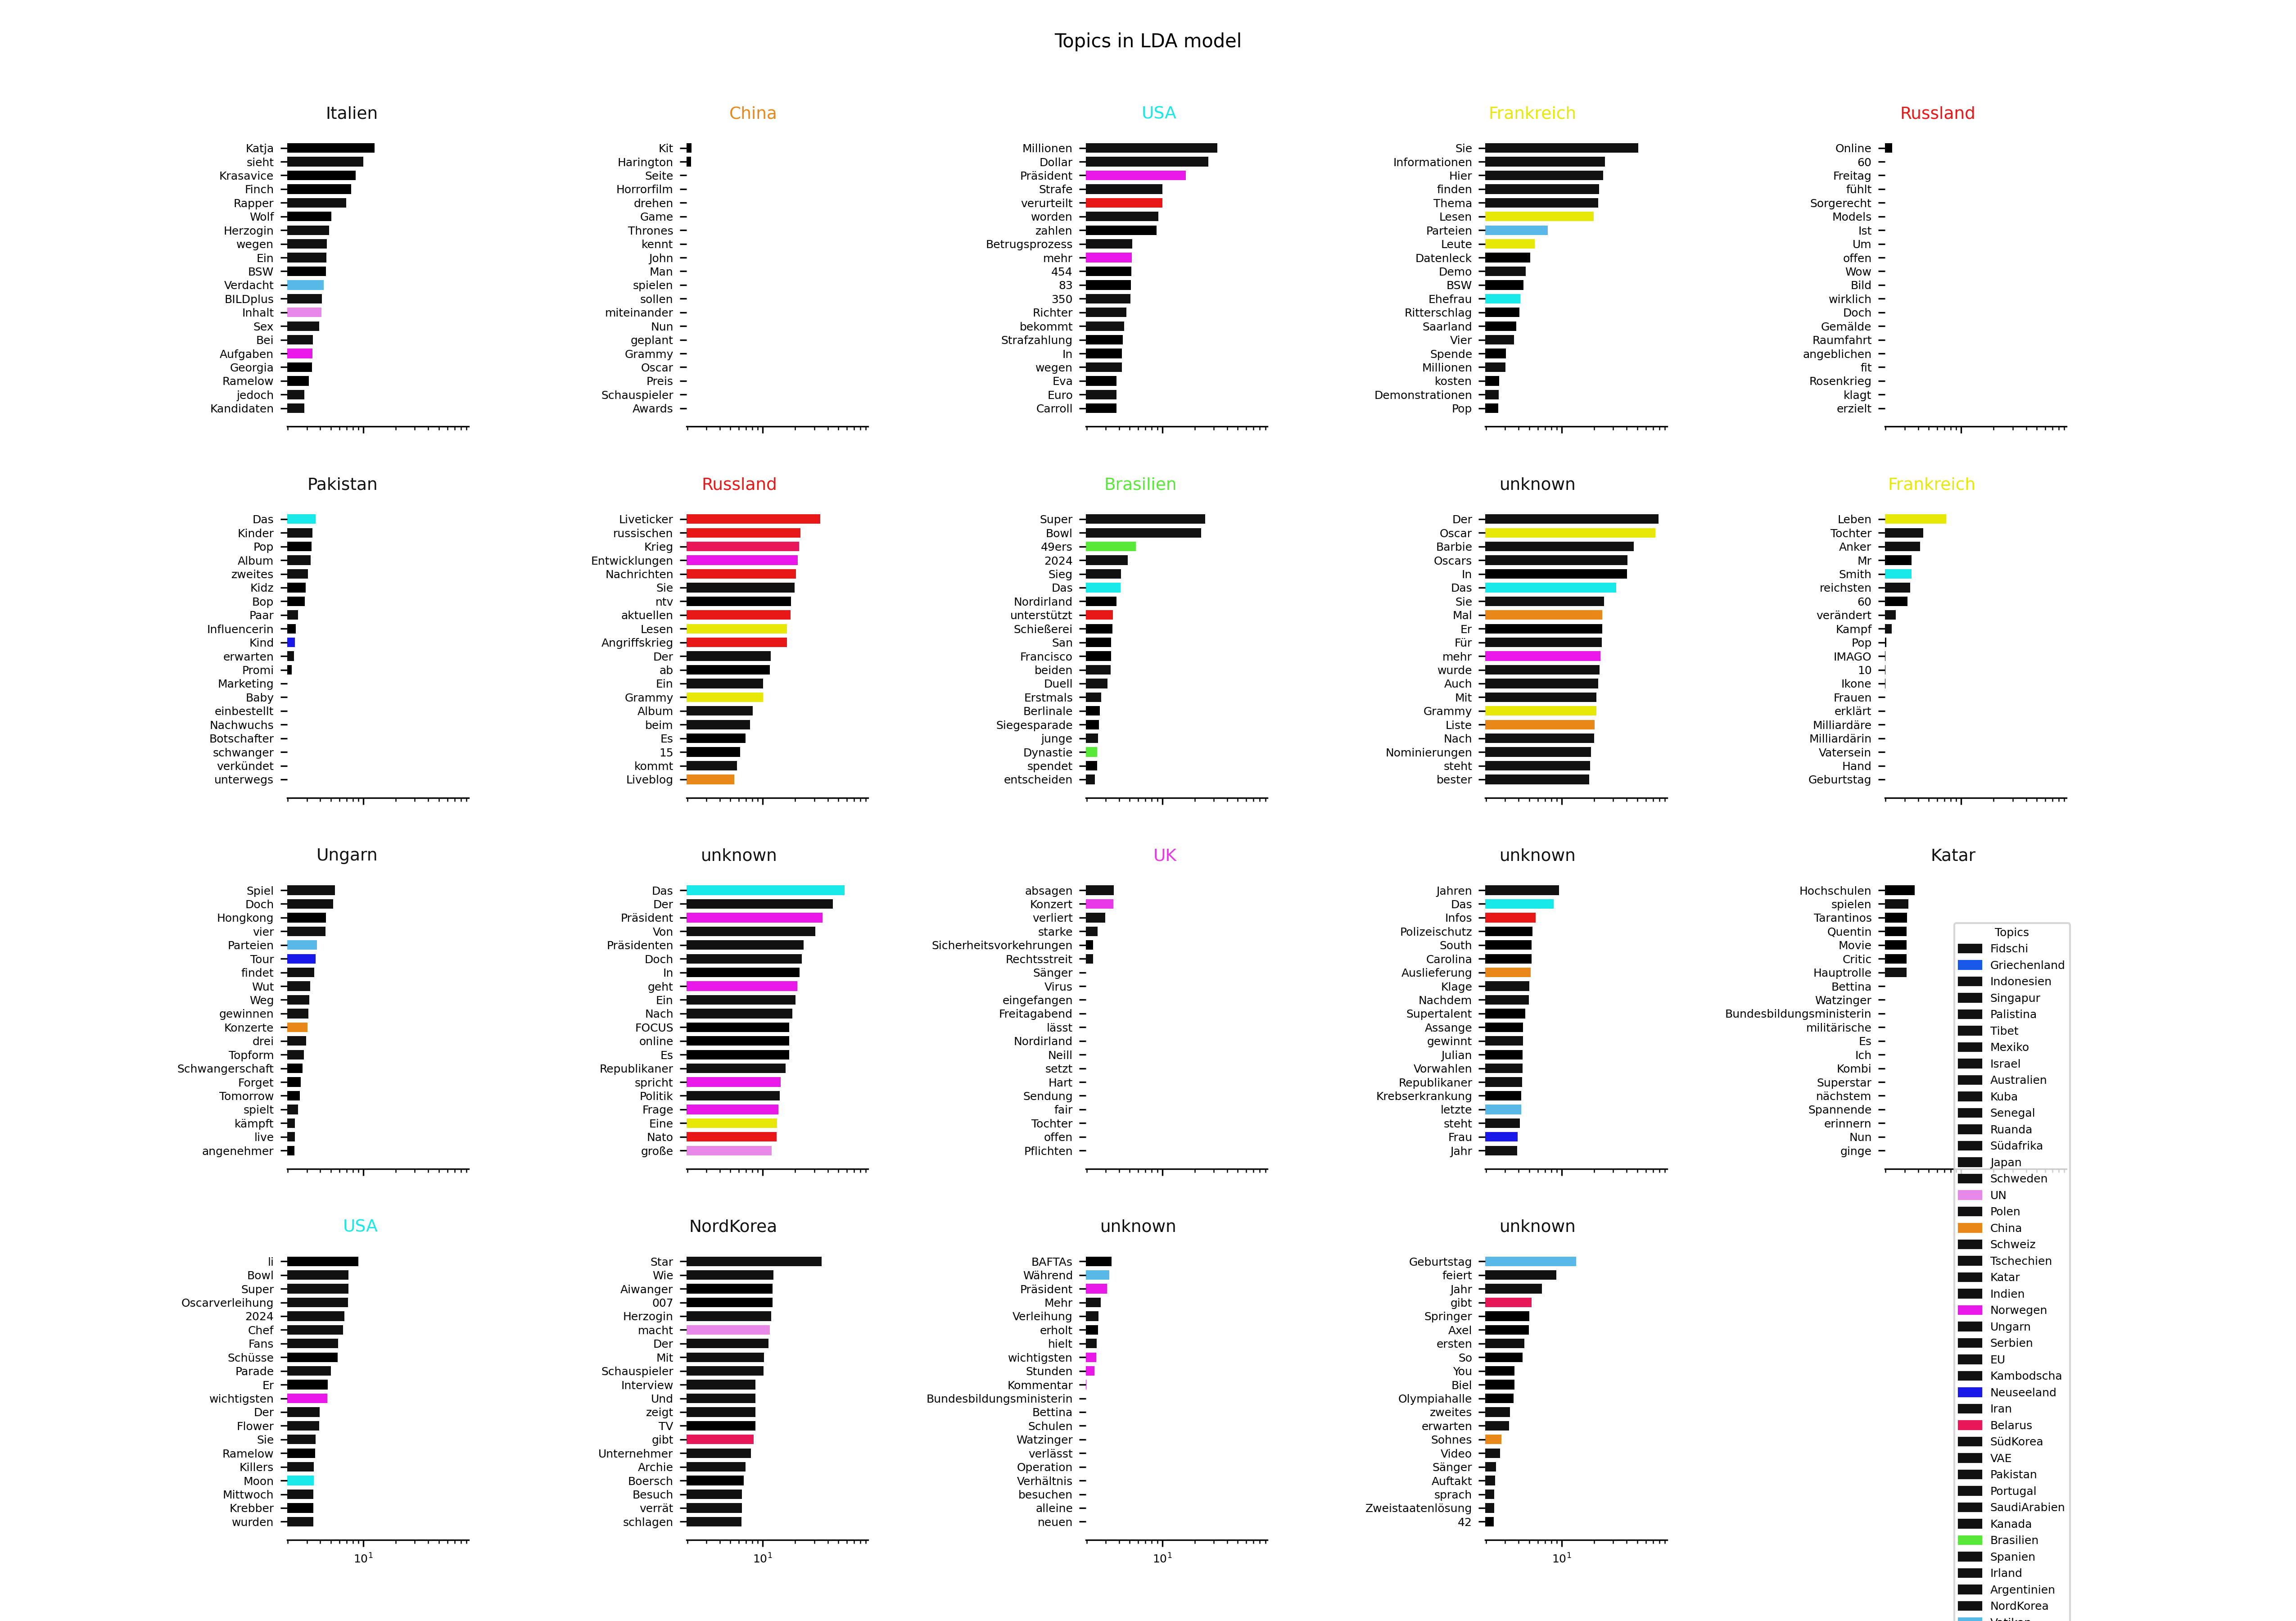 Topics in LDA model
Italien
Katja
sieht
Krasavice
Finch
Rapper
Wolf
Herzogin
wegen
Ein
BSW
Verdacht
BILDplus
Inhalt
Sex
Bei
Aufgaben
Georgia
Ramelow
jedoch
Kandidaten
China
Kit
Harington
Seite
Horrorfilm
drehen
Game
Thrones
kennt
John
Man
spielen
sollen
miteinander
Nun
geplant
Grammy
Oscar
Preis
Schauspieler
Awards
USA
Millionen
Dollar
Präsident
Strafe
verurteilt
worden
zahlen
Betrugsprozess
mehr
454
83
350
Richter
bekommt
Strafzahlung
In
wegen
Eva
Euro
Carroll
Frankreich
Sie
Informationen
Hier
finden
Thema
Lesen
Parteien
Leute
Datenleck
Demo
BSW
Ehefrau
Ritterschlag
Saarland
Vier
Spende
Millionen
kosten
Demonstrationen
Pop
Russland
Online
60
Freitag
fühlt
Sorgerecht
Models
Ist
Um
offen
Wow
Bild
wirklich
Doch
Gemälde
Raumfahrt
angeblichen
fit
Rosenkrieg
klagt
erzielt
Pakistan
Das
Kinder
Pop
Album
zweites
Kidz
Bop
Paar
Influencerin
Kind
erwarten
Promi
Marketing
Baby
einbestellt
Nachwuchs
Botschafter
schwanger
verkündet
unterwegs
Russland
Liveticker
russischen
Krieg
Entwicklungen
Nachrichten
Sie
ntv
aktuellen
Lesen
Angriffskrieg
Der
ab
Ein
Grammy
Album
beim
Es
15
kommt
Liveblog
Brasilien
Super
Bowl
49ers
2024
Sieg
Das
Nordirland
unterstützt
Schießerei
San
Francisco
beiden
Duell
Erstmals
Berlinale
Siegesparade
junge
Dynastie
spendet
entscheiden
unknown
Der
Oscar
Barbie
Oscars
In
Das
Sie
Mal
Er
Für
mehr
wurde
Auch
Mit
Grammy
Liste
Nach
Nominierungen
steht
bester
Frankreich
Leben
Tochter
Anker
Mr
Smith
reichsten
60
verändert
Kampf
Pop
IMAGO
10
Ikone
Frauen
erklärt
Milliardäre
Milliardärin
Vatersein
Hand
Geburtstag
Ungarn
Spiel
Doch
Hongkong
vier
Parteien
Tour
findet
Wut
Weg
gewinnen
Konzerte
drei
Topform
Schwangerschaft
Forget
Tomorrow
spielt
kämpft
live
angenehmer
unknown
Das
Der
Präsident
Von
Präsidenten
Doch
In
geht
Ein
Nach
FOCUS
online
Es
Republikaner
spricht
Politik
Frage
Eine
Nato
große
UK
absagen
Konzert
verliert
starke
Sicherheitsvorkehrungen
Rechtsstreit
Sänger
Virus
eingefangen
Freitagabend
lässt
Nordirland
Neill
setzt
Hart
Sendung
fair
Tochter
offen
Pflichten
unknown
Jahren
Das
Infos
Polizeischutz
South
Carolina
Auslieferung
Klage
Nachdem
Supertalent
Assange
gewinnt
Julian
Vorwahlen
Republikaner
Krebserkrankung
letzte
steht
Frau
Jahr
Katar
Hochschulen
spielen
Tarantinos
Quentin
Movie
Critic
Hauptrolle
Bettina
Watzinger
Bundesbildungsministerin
militärische
Es
Ich
Kombi
Superstar
nächstem
Spannende
erinnern
Nun
ginge
USA
li
Bowl
Super
Oscarverleihung
2024
Chef
Fans
Schüsse
Parade
Er
wichtigsten
Der
Flower
Sie
Ramelow
Killers
Moon
Mittwoch
Krebber
wurden
10¹
NordKorea
Star
Wie
Aiwanger
007
Herzogin
macht
Der
Mit
Schauspieler
Interview
Und
zeigt
TV
gibt
Unternehmer
Archie
Boersch
Besuch
verrät
schlagen
10¹
unknown
BAFTAs
Während
Präsident
Mehr
Verleihung
erholt
hielt
wichtigsten
Stunden
Kommentar
Bundesbildungsministerin
Bettina
Schulen
Watzinger
verlässt
Operation
Verhältnis
besuchen
alleine
neuen
10¹
unknown
Geburtstag
feiert
Jahr
gibt
Springer
Axel
ersten
So
You
Biel
Olympiahalle
zweites
erwarten
Sohnes
Video
Sänger
Auftakt
sprach
Zweistaatenlösung
42
10¹
Topics
Fidschi
Griechenland
Indonesien
Singapur
Palistina
Tibet
Mexiko
Israel
Australien
Kuba
Senegal
Ruanda
Südafrika
Japan
Schweden
UN
Polen
China
Schweiz
Tschechien
Katar
Indien
Norwegen
Ungarn
Serbien
EU
Kambodscha
Neuseeland
Iran
Belarus
SüdKorea
VAE
Pakistan
Portugal
SaudiArabien
Kanada
Brasilien
Spanien
Irland
Argentinien
NordKorea